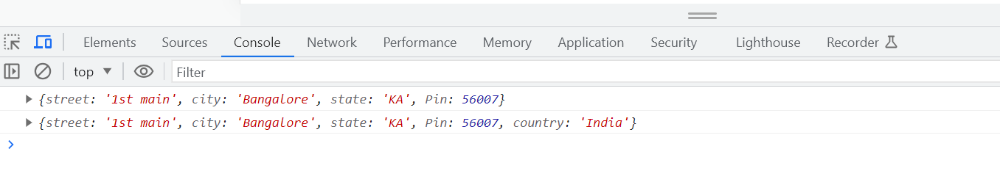 Elements Sources Console Network Performance Memory Application Security Lighthouse Recorder
top Filter
{street: '1st main', city: 'Bangalore', state: 'KA', Pin: 56007}
{street: '1st main', city: 'Bangalore', state: 'KA', Pin: 56007, country: 'India'}